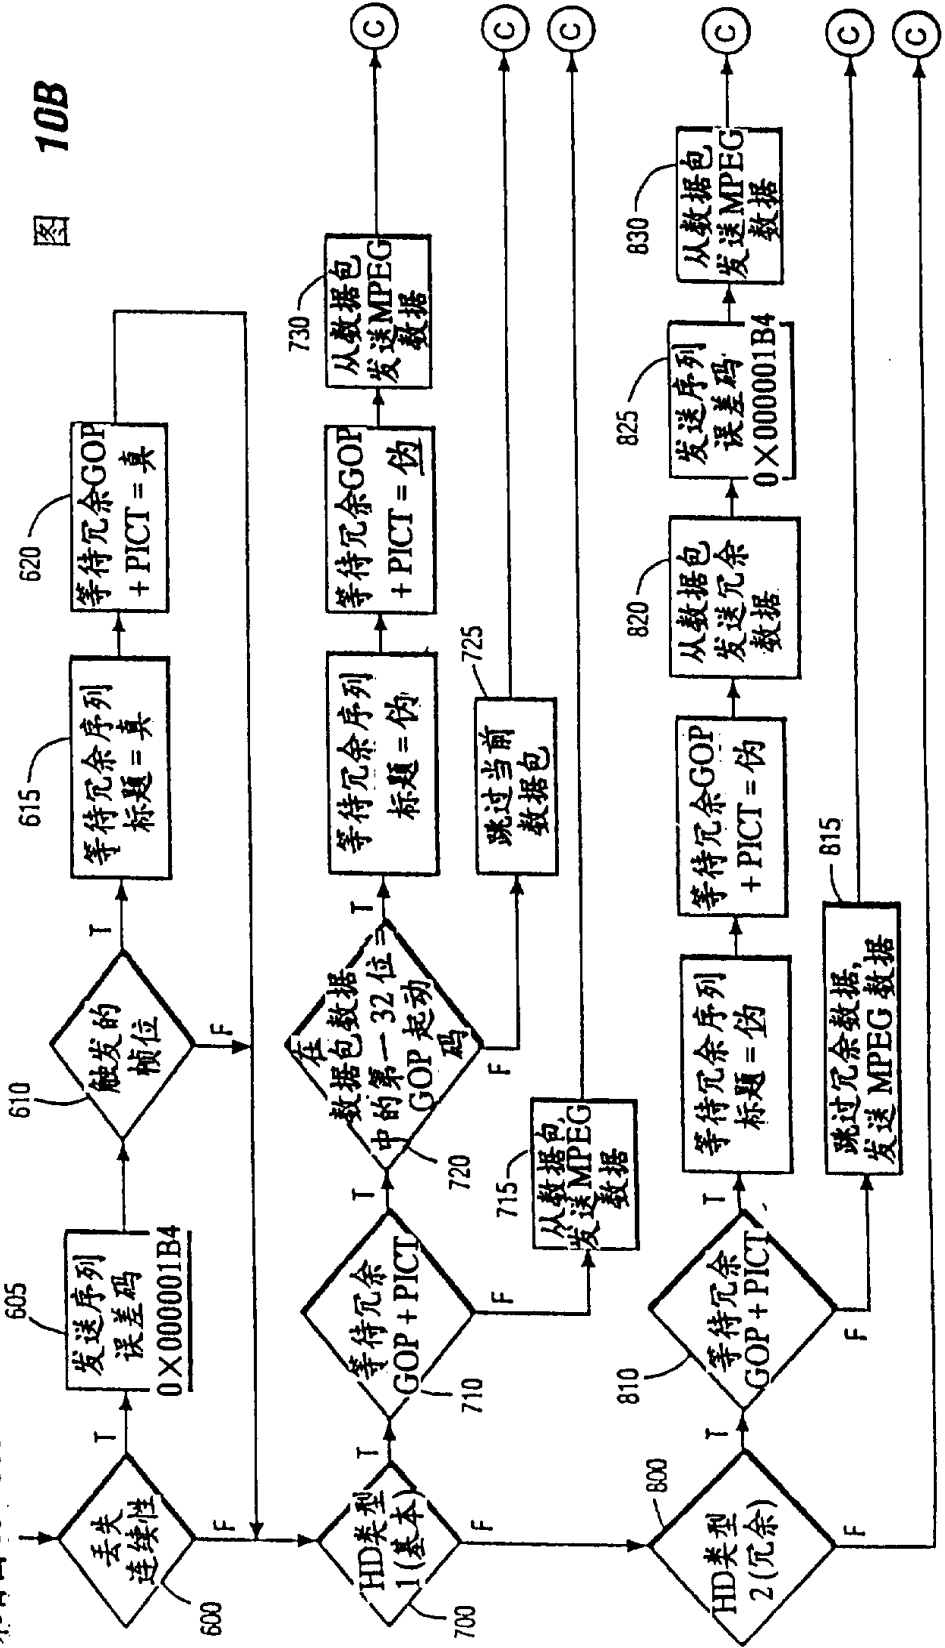 图 10B
600
丢失
连续性
T
F
605
发送序列
误差码
0X000001B4
610
触发的
帧位
T
F
615
等待冗余序列
标题=真
620
等待冗余GOP
+PICT=真
700
HD类型
1(基本)
T
F
710
等待冗余
GOP+PICT
T
F
715
从数据包,
发送MPEG
数据
720
在
数据包数据
中的第一32位=
GOP起动
码
T
F
725
跳过当前
数据包
等待冗余序列
标题=伪
等待冗余GOP
+PICT=伪
730
从数据包
发送MPEG
数据
C
C
C
800
HD类型
2(冗余)
T
F
810
等待冗余
GOP+PICT
T
F
815
跳过冗余数据,
发送MPEG数据
等待冗余序列
标题=伪
等待冗余GOP
+PICT=伪
820
从数据包
发送冗余
数据
825
发送序列
误差码
0X000001B4
830
从数据包
发送MPEG
数据
C
C
C